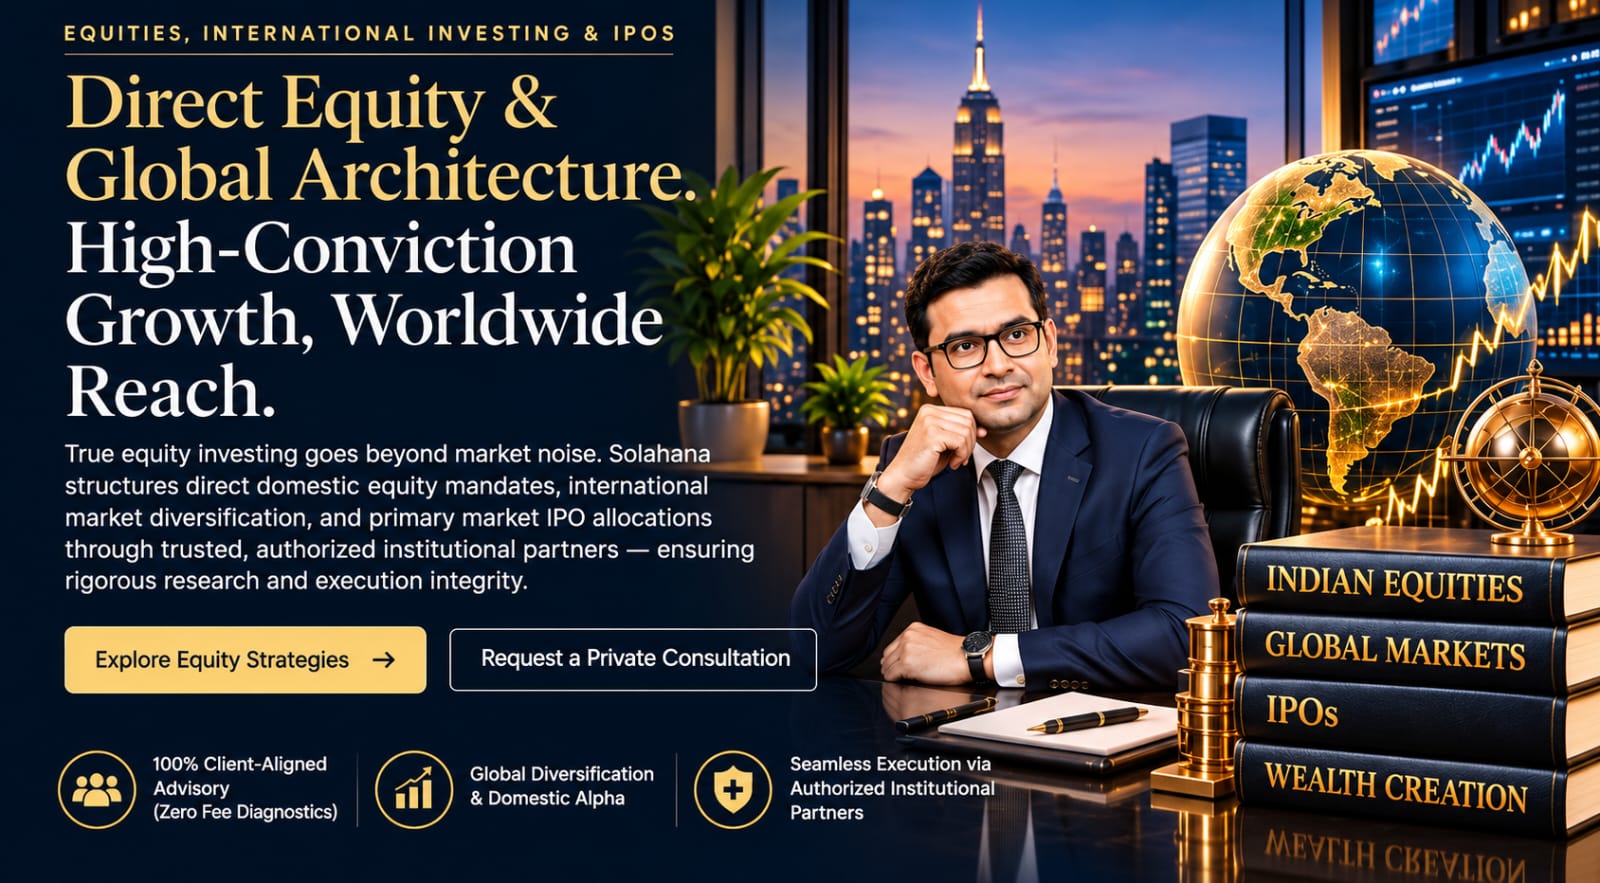 EQUITIES, INTERNATIONAL INVESTING & IPOS
Direct Equity &
Global Architecture.
High-Conviction
Growth, Worldwide
Reach.
True equity investing goes beyond market noise. Solahana
structures direct domestic equity mandates, international
market diversification, and primary market IPO allocations
through trusted, authorized institutional partners — ensuring
rigorous research and execution integrity.
Explore Equity Strategies →
Request a Private Consultation
100% Client-Aligned
Advisory
(Zero Fee Diagnostics)
Global Diversification
& Domestic Alpha
Seamless Execution via
Authorized Institutional
Partners
INDIAN EQUITIES
GLOBAL MARKETS
IPOs
WEALTH CREATION